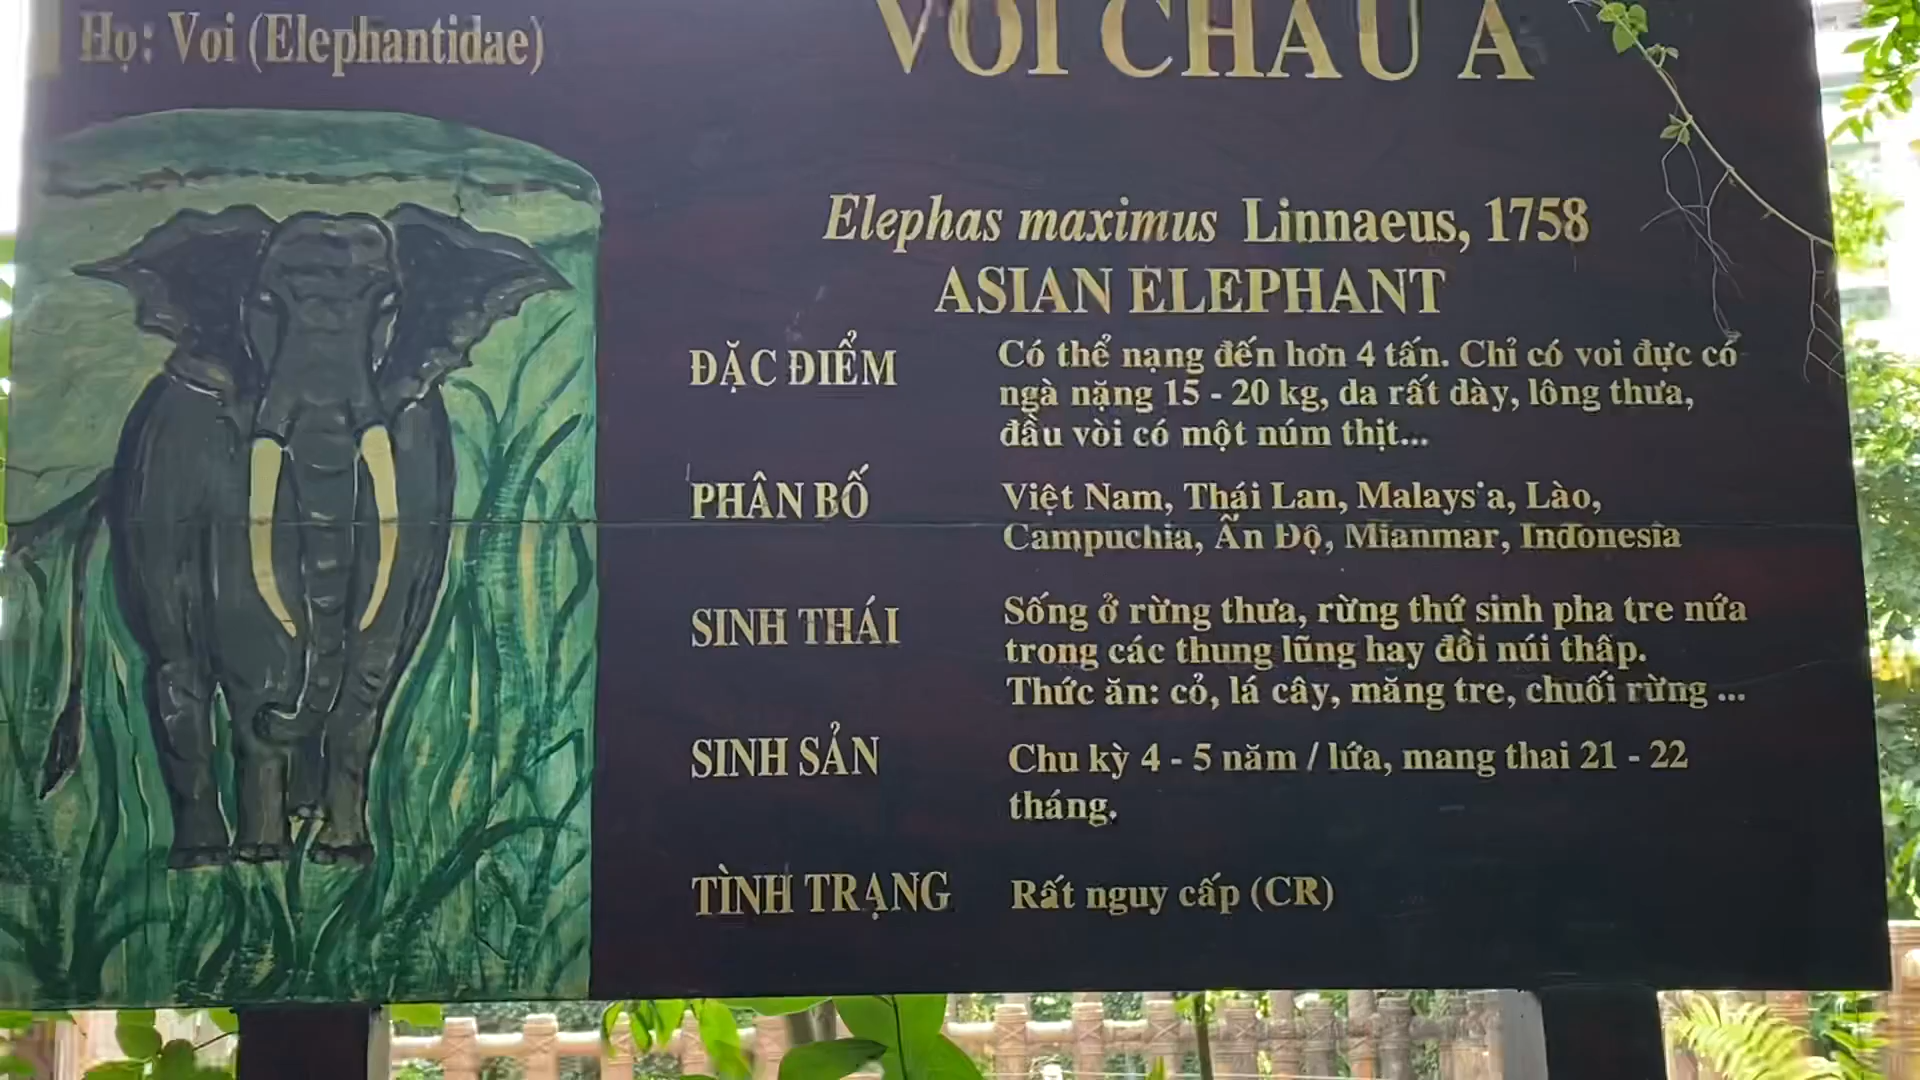 Họ: Voi (Elephantidae)
VOI CHÂU Á
Elephas maximus Linnaeus, 1758
ASIAN ELEPHANT
ĐẶC ĐIỂM
Có thể nạng đến hơn 4 tấn. Chỉ có voi đực có
ngà nặng 15 - 20 kg, da rất dày, lông thưa,
đầu vòi có một núm thịt...
PHÂN BỐ
Việt Nam, Thái Lan, Malays'a, Lào,
Campuchia, Ấn Độ, Mianmar, Indonesia
SINH THÁI
Sống ở rừng thưa, rừng thứ sinh pha tre nứa
trong các thung lũng hay đồi núi thấp.
Thức ăn: cỏ, lá cây, măng tre, chuối rừng ...
SINH SẢN
Chu kỳ 4 - 5 năm / lứa, mang thai 21 - 22
tháng.
TÌNH TRẠNG
Rất nguy cấp (CR)